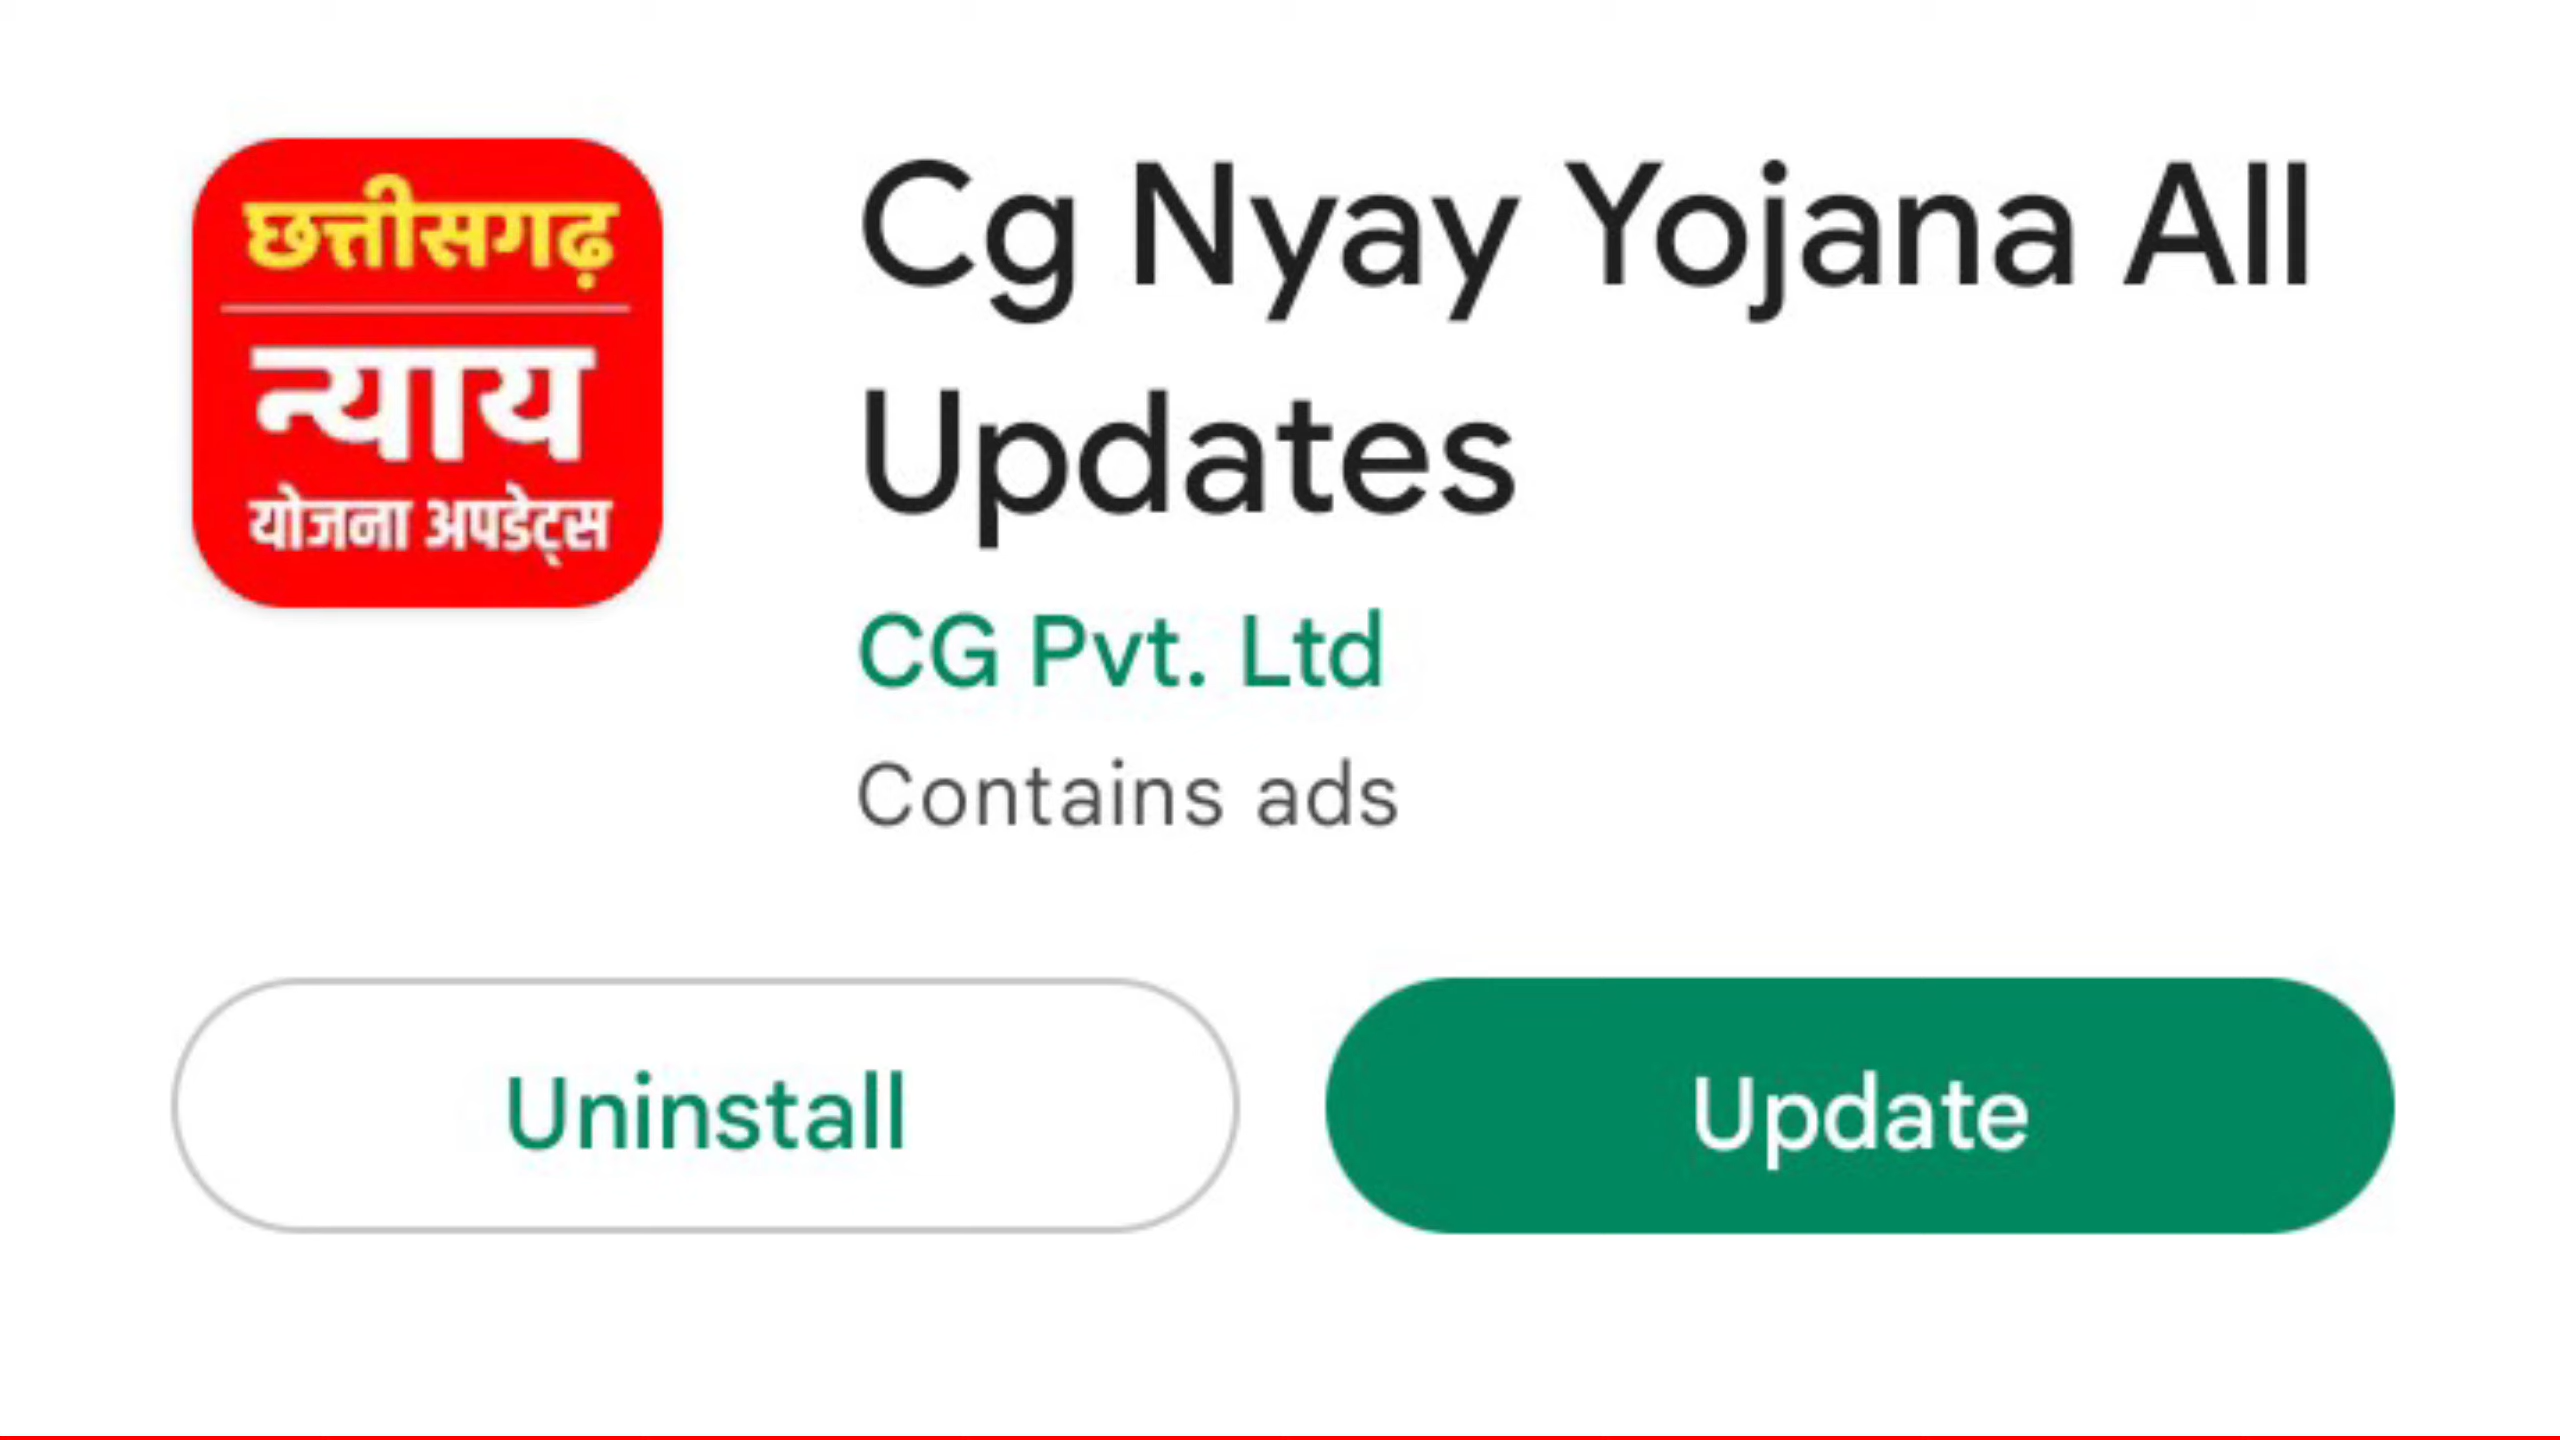 छत्तीसगढ़
न्याय
योजना अपडेट्स
Cg Nyay Yojana All
Updates
CG Pvt. Ltd
Contains ads
Uninstall
Update